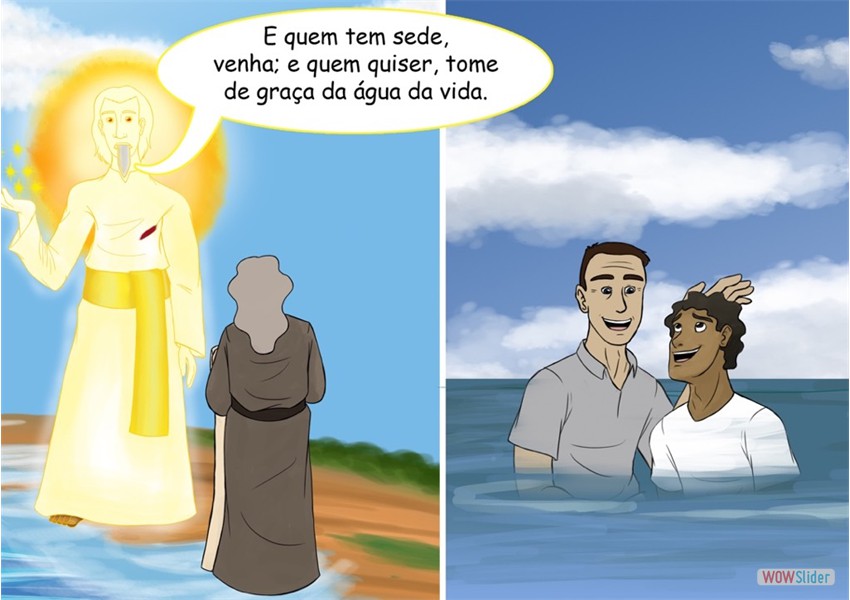 E quem tem sede,
venha; e quem quiser, tome
de graça da água da vida.
WOWSlider